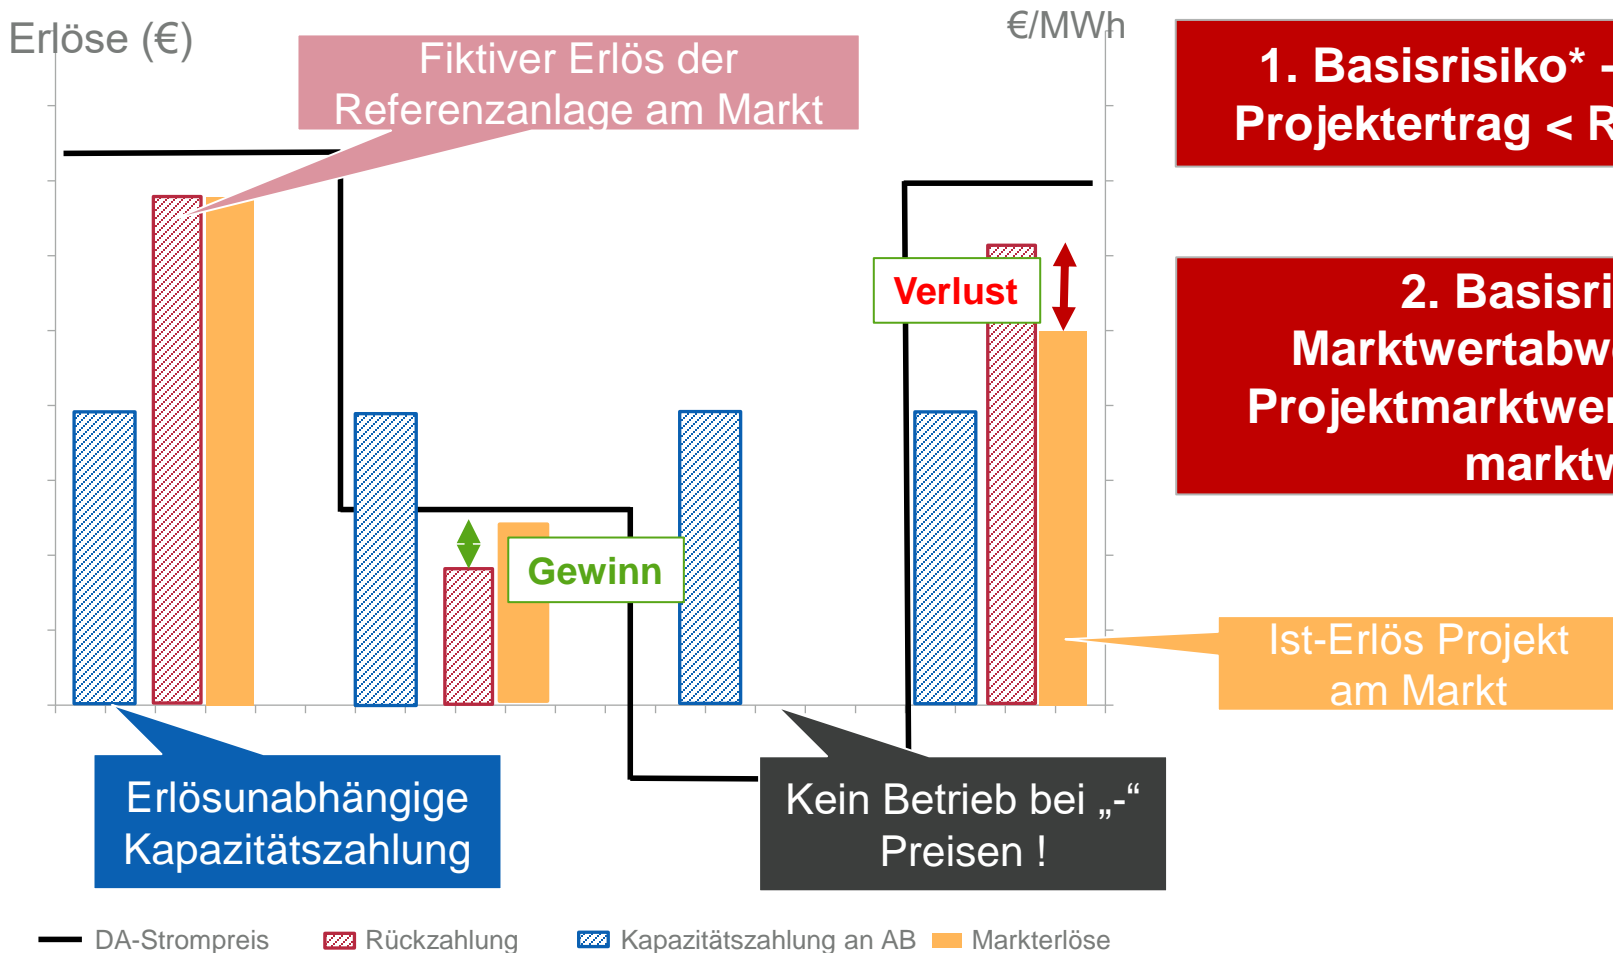 Erlöse (€)
€/MWh
Fiktiver Erlös der
Referenzanlage am Markt
1. Basisrisiko* -
Projektertrag < R
Verlust
2. Basisri
Marktwertabw
Projektmarktwer
marktw
Gewinn
Ist-Erlös Projekt
am Markt
Erlösunabhängige
Kapazitätszahlung
Kein Betrieb bei „-“
Preisen !
DA-Strompreis
Rückzahlung
Kapazitätszahlung an AB
Markterlöse